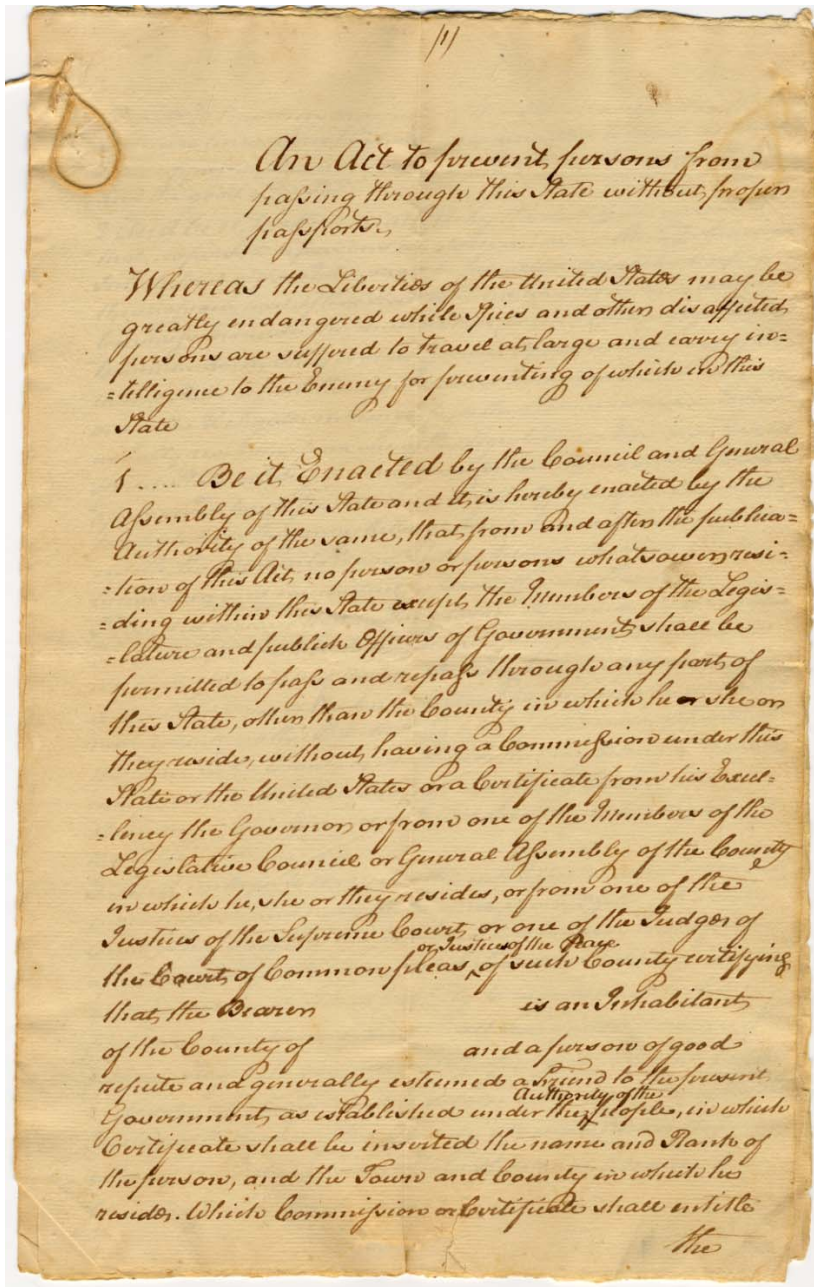 (1)
An Act to prevent persons from
passing through this State without proper
passports.
Whereas the Liberties of the United States may be
greatly endangered while Spies and other disaffected
persons are suffered to travel at large and carry in=
=telligence to the Enemy for preventing of which in this
State
1 .... Be it Enacted by the Council and General
Assembly of this State and it is hereby enacted by the
Authority of the same, that from and after the publica=
=tion of this Act, no person or persons whatsoever resi=
=ding within this State except the Members of the Legis=
=lature and publick Officers of Government shall be
permitted to pass and repass through any part of
this State, other than the County in which he or she or
they reside, without having a Commission under this
State or the United States or a Certificate from his Excel=
=lency the Governor or from one of the Members of the
Legislative Council or General Assembly of the County
in which he, she or they resides, or from one of the
Justices of the Supreme Court or one of the Judges of
or Justices of the Peace
the Court of Common pleas, of such County certifying
that the Bearer is an Inhabitant
of the County of and a person of good
repute and generally esteemed a Friend to the present
Authority of the
Government as established under the people, in which
Certificate shall be inserted the name and Rank of
the person, and the Town and County in which he
resides. Which Commission or Certificate shall entitle
the